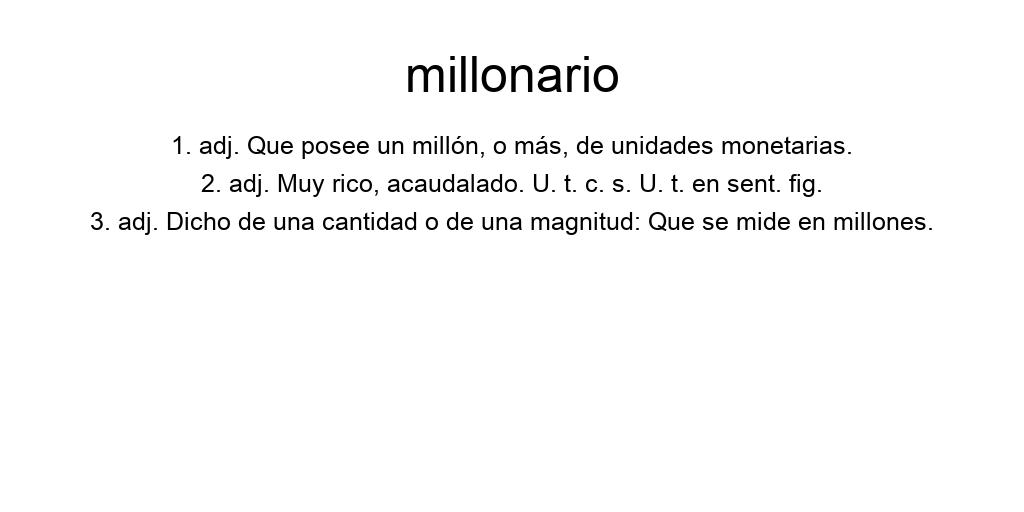 millonario
1. adj. Que posee un millón, o más, de unidades monetarias.
2. adj. Muy rico, acaudalado. U. t. c. s. U. t. en sent. fig.
3. adj. Dicho de una cantidad o de una magnitud: Que se mide en millones.